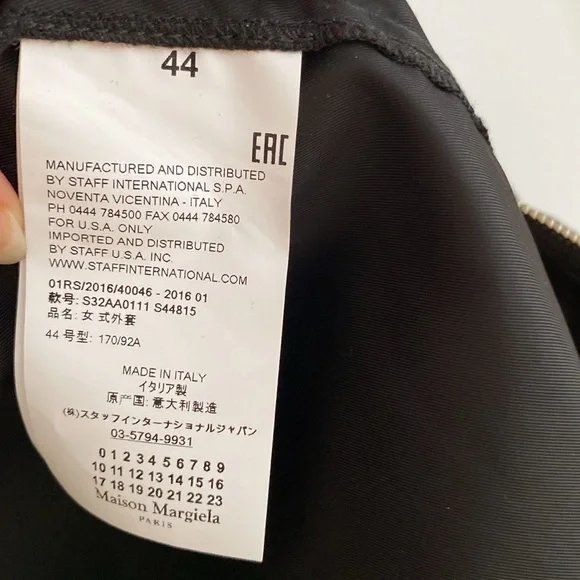 44
EAC
MANUFACTURED AND DISTRIBUTED
BY STAFF INTERNATIONAL S.P.A.
NOVENTA VICENTINA - ITALY
PH 0444 784500 FAX 0444 784580
FOR U.S.A. ONLY
IMPORTED AND DISTRIBUTED
BY STAFF U.S.A. INC.
WWW.STAFFINTERNATIONAL.COM
01RS/2016/40046 - 2016 01
款号: S32AA0111 S44815
品名: 女 式外套
44 号型: 170/92A
MADE IN ITALY
イタリア製
原产国: 意大利製造
(株)スタッフインターナショナルジャパン
03-5794-9931
0 1 2 3 4 5 6 7 8 9
10 11 12 13 14 15 16
17 18 19 20 21 22 23
Maison Margiela
PARIS